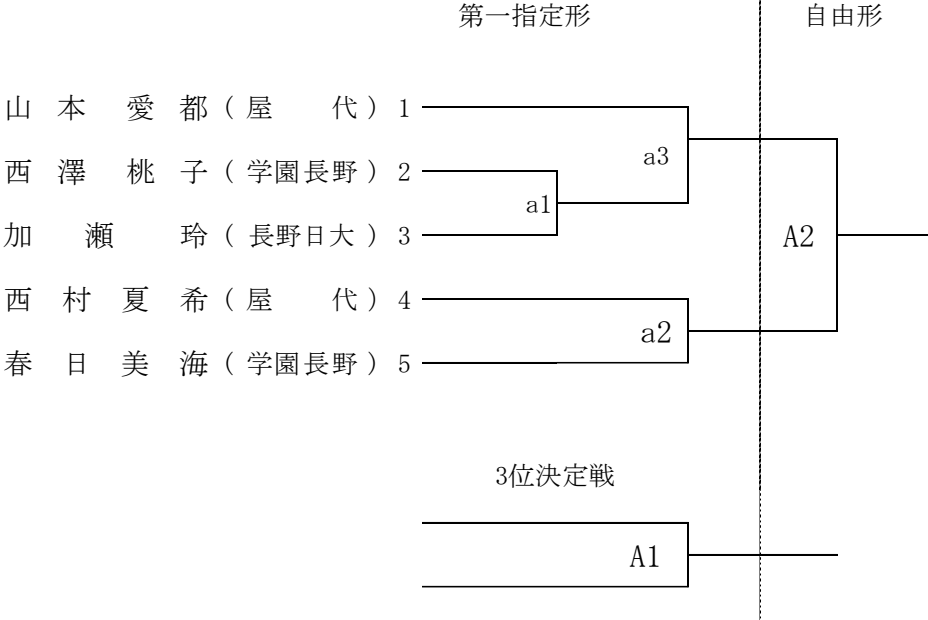 第一指定形 自由形
山本 愛都(屋 代) 1
a3
西澤 桃子(学園長野) 2
a1
加瀬 玲(長野日大) 3
A2
西村夏希(屋 代) 4
a2
春日美海(学園長野) 5
3位決定戦
A1